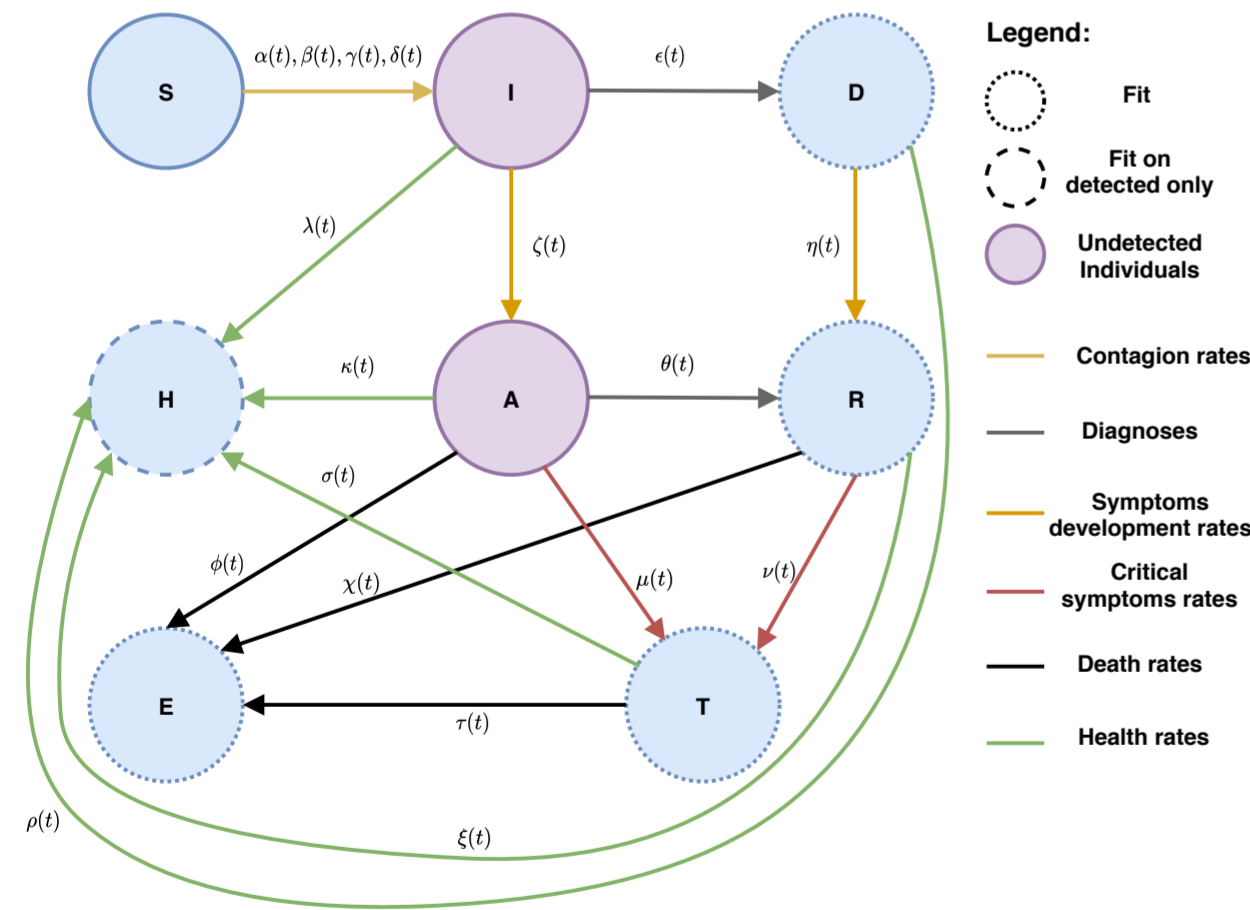 α(t), β(t), γ(t), δ(t)
ϵ(t)
S
I
D
λ(t)
ζ(t)
η(t)
κ(t)
θ(t)
H
A
R
σ(t)
ϕ(t)
χ(t)
μ(t)
ν(t)
E
T
τ(t)
ρ(t)
ξ(t)
Legend:
Fit
Fit on
detected only
Undetected
Individuals
Contagion rates
Diagnoses
Symptoms
development rates
Critical
symptoms rates
Death rates
Health rates